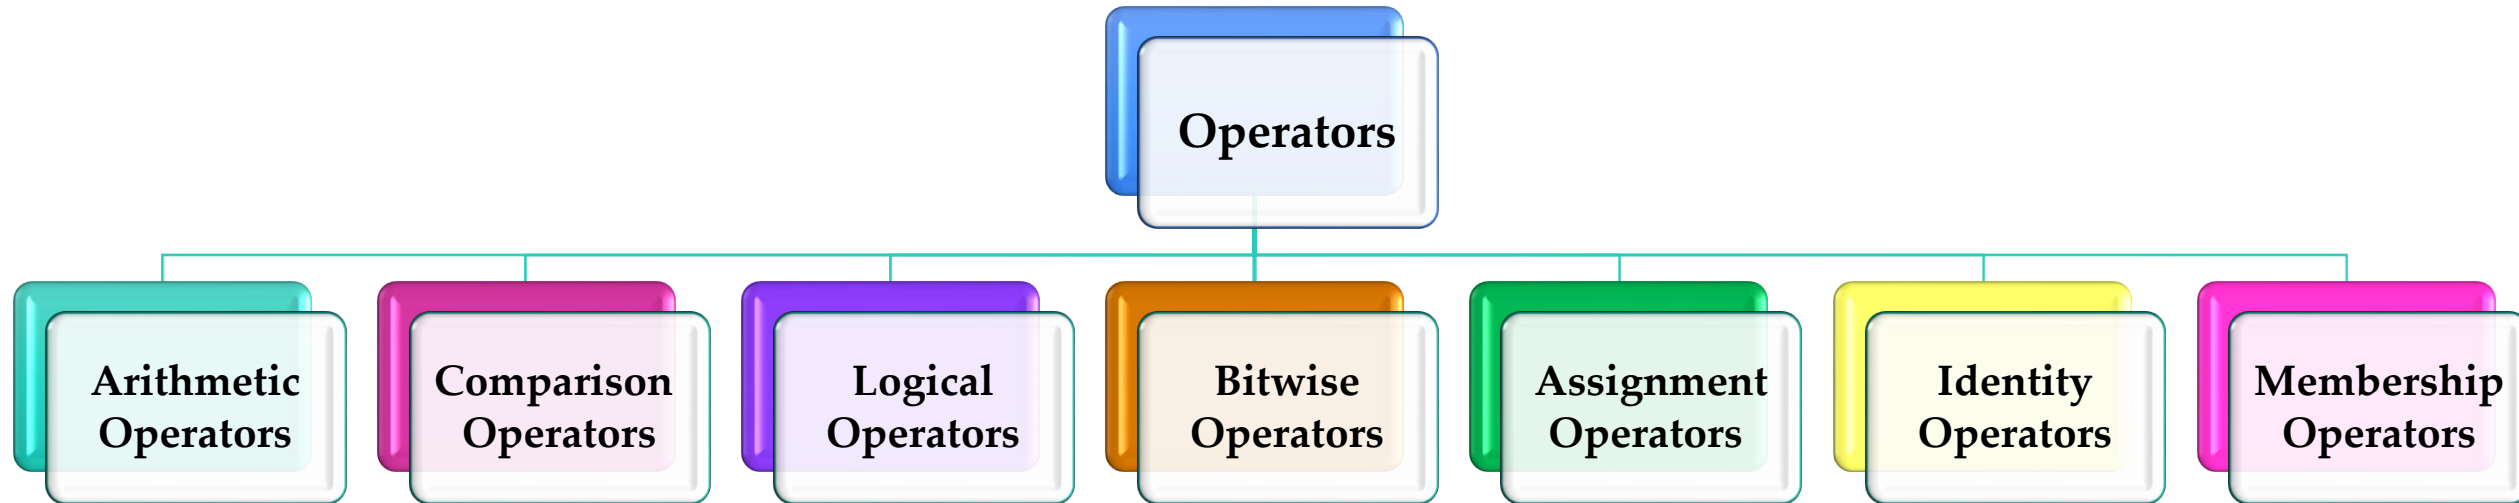 Operators
Arithmetic
Operators
Comparison
Operators
Logical
Operators
Bitwise
Operators
Assignment
Operators
Identity
Operators
Membership
Operators